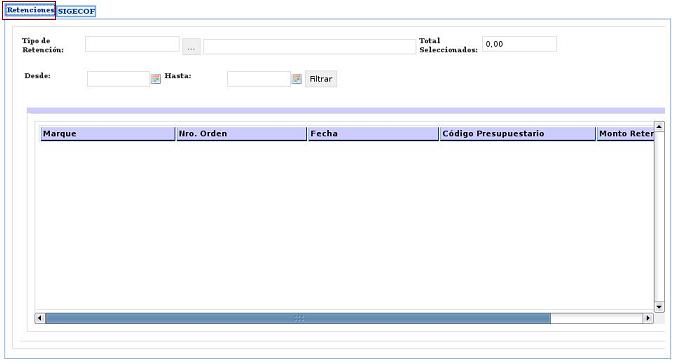 Retenciones SIGECOF
Tipo de Retención: ... Total Seleccionados: 0,00
Desde: Hasta: Filtrar
Marque Nro. Orden Fecha Código Presupuestario Monto Reten